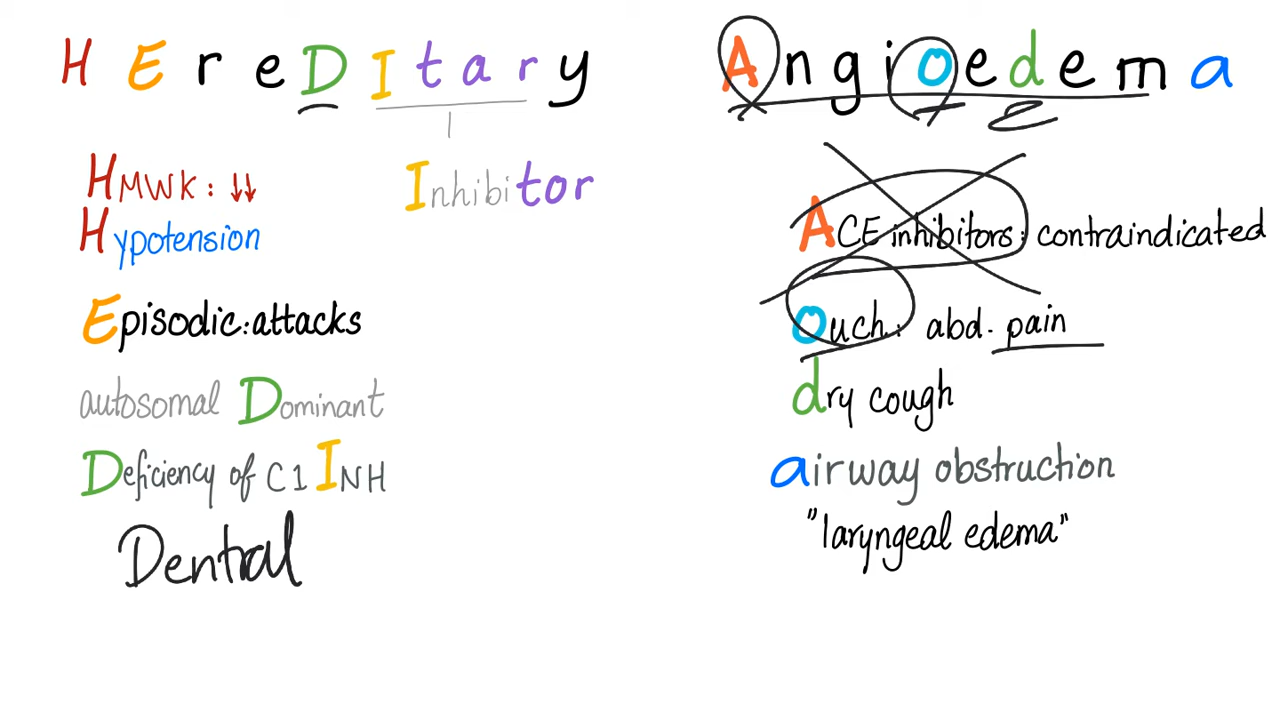 HEreDItary
HMWK: ↓↓
Inhibitor
Hypotension
Episodic: attacks
autosomal Dominant
Deficiency of C1 INH
Dental
Angioedema
ACE inhibitors: contraindicated
Ouch: abd. pain
dry cough
airway obstruction
"laryngeal edema"